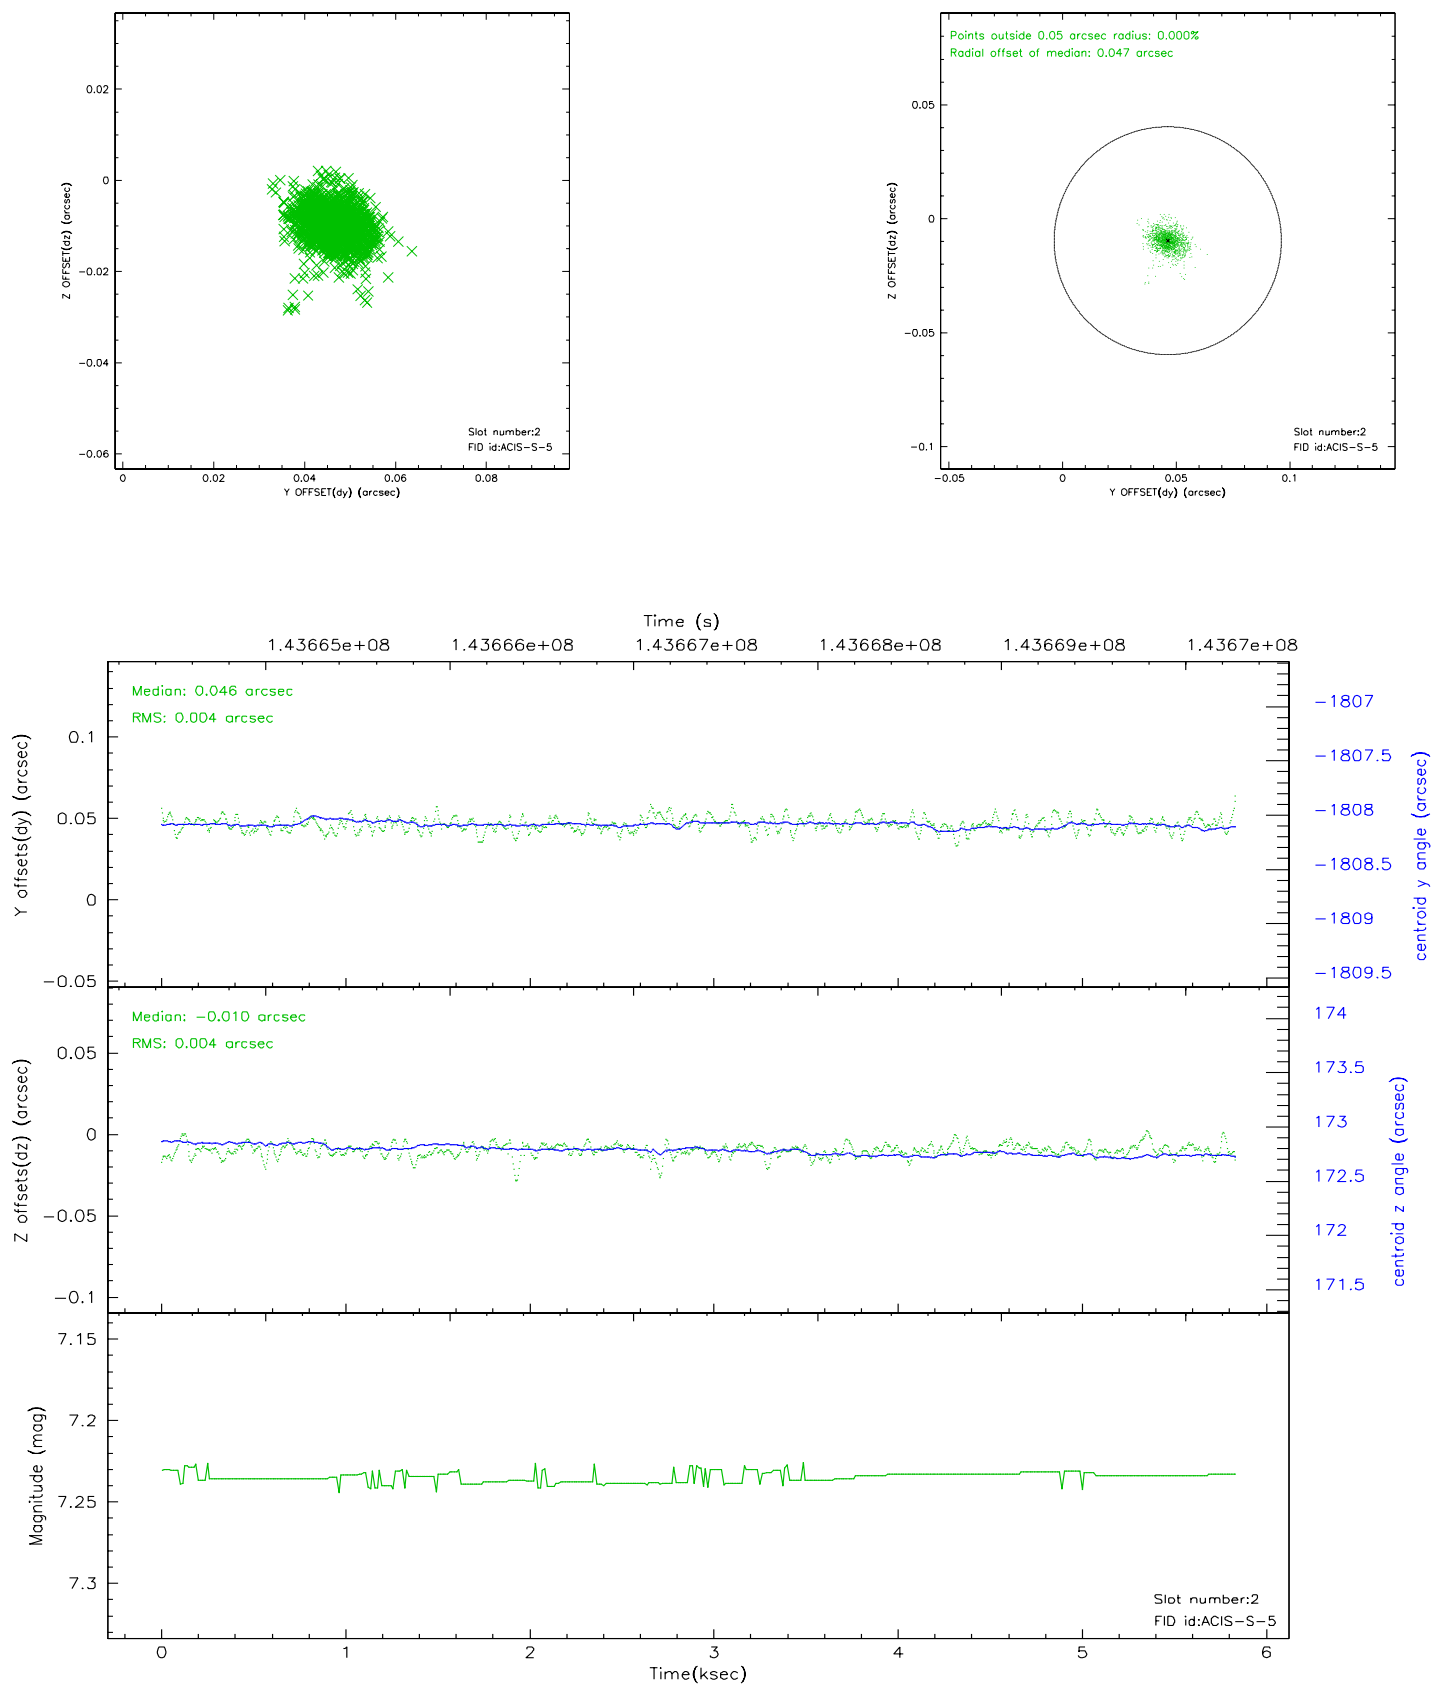 0.02
0
-0.02
-0.04
-0.06
Z OFFSET(dz) (arcsec)
Slot number:2
FID id:ACIS-S-5
0 0.02 0.04 0.06 0.08
Y OFFSET(dy) (arcsec)
Points outside 0.05 arcsec radius: 0.000%
Radial offset of median: 0.047 arcsec
0.05
0
-0.05
-0.1
Z OFFSET(dz) (arcsec)
Slot number:2
FID id:ACIS-S-5
-0.05 0 0.05 0.1
Y OFFSET(dy) (arcsec)
Time (s)
1.43665e+08 1.43666e+08 1.43667e+08 1.43668e+08 1.43669e+08 1.4367e+08
Median: 0.046 arcsec
RMS: 0.004 arcsec
0.1
0.05
0
-0.05
Y offsets(dy) (arcsec)
-1807
-1807.5
-1808
-1808.5
-1809
-1809.5
centroid y angle (arcsec)
Median: -0.010 arcsec
RMS: 0.004 arcsec
0.05
0
-0.05
-0.1
Z offsets(dz) (arcsec)
174
173.5
173
172.5
172
171.5
centroid z angle (arcsec)
7.15
7.2
7.25
7.3
Magnitude (mag)
Slot number:2
FID id:ACIS-S-5
0 1 2 3 4 5 6
Time(ksec)